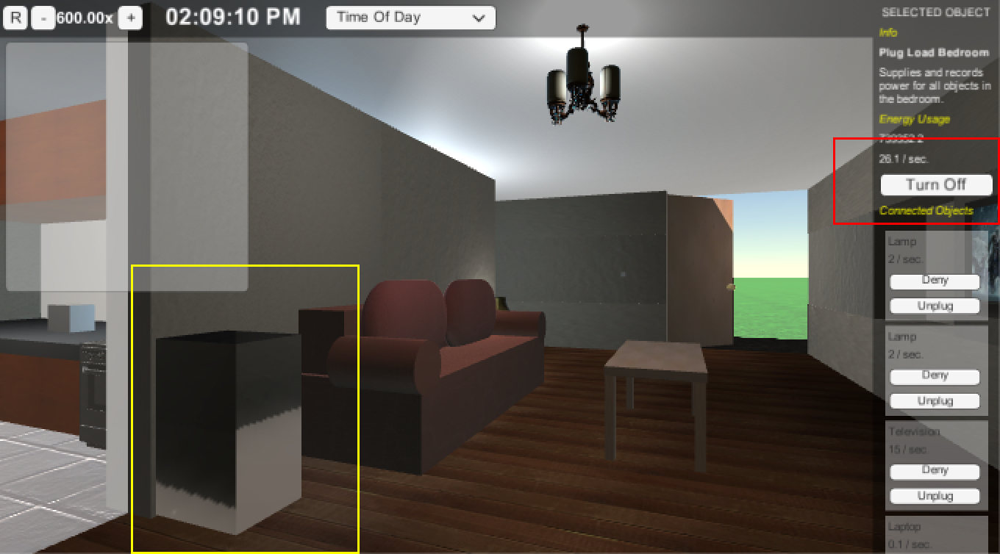 R - 600.00x + 02:09:10 PM Time Of Day
SELECTED OBJECT
Info
Plug Load Bedroom
Supplies and records
power for all objects in
the bedroom.
Energy Usage
26.1 / sec.
Turn Off
Connected Objects
Lamp
2 / sec.
Deny
Unplug
Lamp
2 / sec.
Deny
Unplug
Television
15 / sec.
Deny
Unplug
Laptop
0.1 / sec.